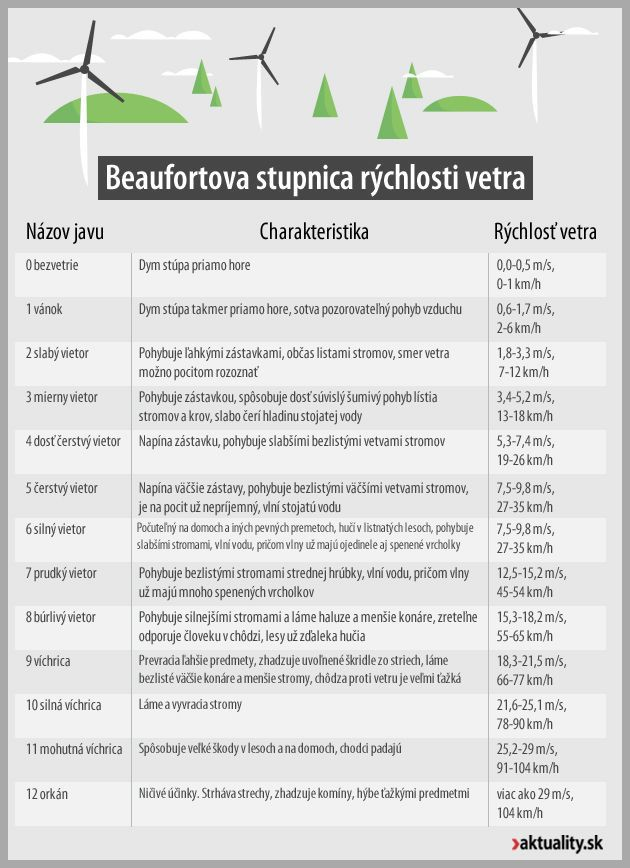 Beaufortova stupnica rýchlosti vetra
Názov javu Charakteristika Rýchlosť vetra
0 bezvetrie Dym stúpa priamo hore 0,0-0,5 m/s,
0-1 km/h
1 vánok Dym stúpa takmer priamo hore, sotva pozorovateľný pohyb vzduchu 0,6-1,7 m/s,
2-6 km/h
2 slabý vietor Pohybuje ľahkými zástavkami, občas listami stromov, smer vetra 1,8-3,3 m/s,
možno pocitom rozoznať 7-12 km/h
3 mierny vietor Pohybuje zástavkou, spôsobuje dosť súvislý šumivý pohyb lístia 3,4-5,2 m/s,
stromov a krov, slabo čerí hladinu stojatej vody 13-18 km/h
4 dosť čerstvý vietor Napína zástavku, pohybuje slabšími bezlistými vetvami stromov 5,3-7,4 m/s,
19-26 km/h
5 čerstvý vietor Napína väčšie zástavy, pohybuje bezlistými väčšími vetvami stromov, 7,5-9,8 m/s,
je na pocit už nepríjemný, vlní stojatú vodu 27-35 km/h
6 silný vietor Počuteľný na domoch a iných pevných premetoch, hučí v listnatých lesoch, pohybuje 7,5-9,8 m/s,
slabšími stromami, vlní vodu, pričom vlny už majú ojedinele aj spenené vrcholky 27-35 km/h
7 prudký vietor Pohybuje bezlistými stromami strednej hrúbky, vlní vodu, pričom vlny 12,5-15,2 m/s,
už majú mnoho spenených vrcholkov 45-54 km/h
8 búrlivý vietor Pohybuje silnejšími stromami a láme haluze a menšie konáre, zreteľne 15,3-18,2 m/s,
odporuje človeku v chôdzi, lesy už zďaleka hučia 55-65 km/h
9 víchrica Prevracia ľahšie predmety, zhadzuje uvoľnené škridle zo striech, láme 18,3-21,5 m/s,
bezlisté väčšie konáre a menšie stromy, chôdza proti vetru je veľmi ťažká 66-77 km/h
10 silná víchrica Láme a vyvracia stromy 21,6-25,1 m/s,
78-90 km/h
11 mohutná víchrica Spôsobuje veľké škody v lesoch a na domoch, chodci padajú 25,2-29 m/s,
91-104 km/h
12 orkán Ničivé účinky. Strháva strechy, zhadzuje komíny, hýbe ťažkými predmetmi viac ako 29 m/s,
104 km/h
aktuality.sk